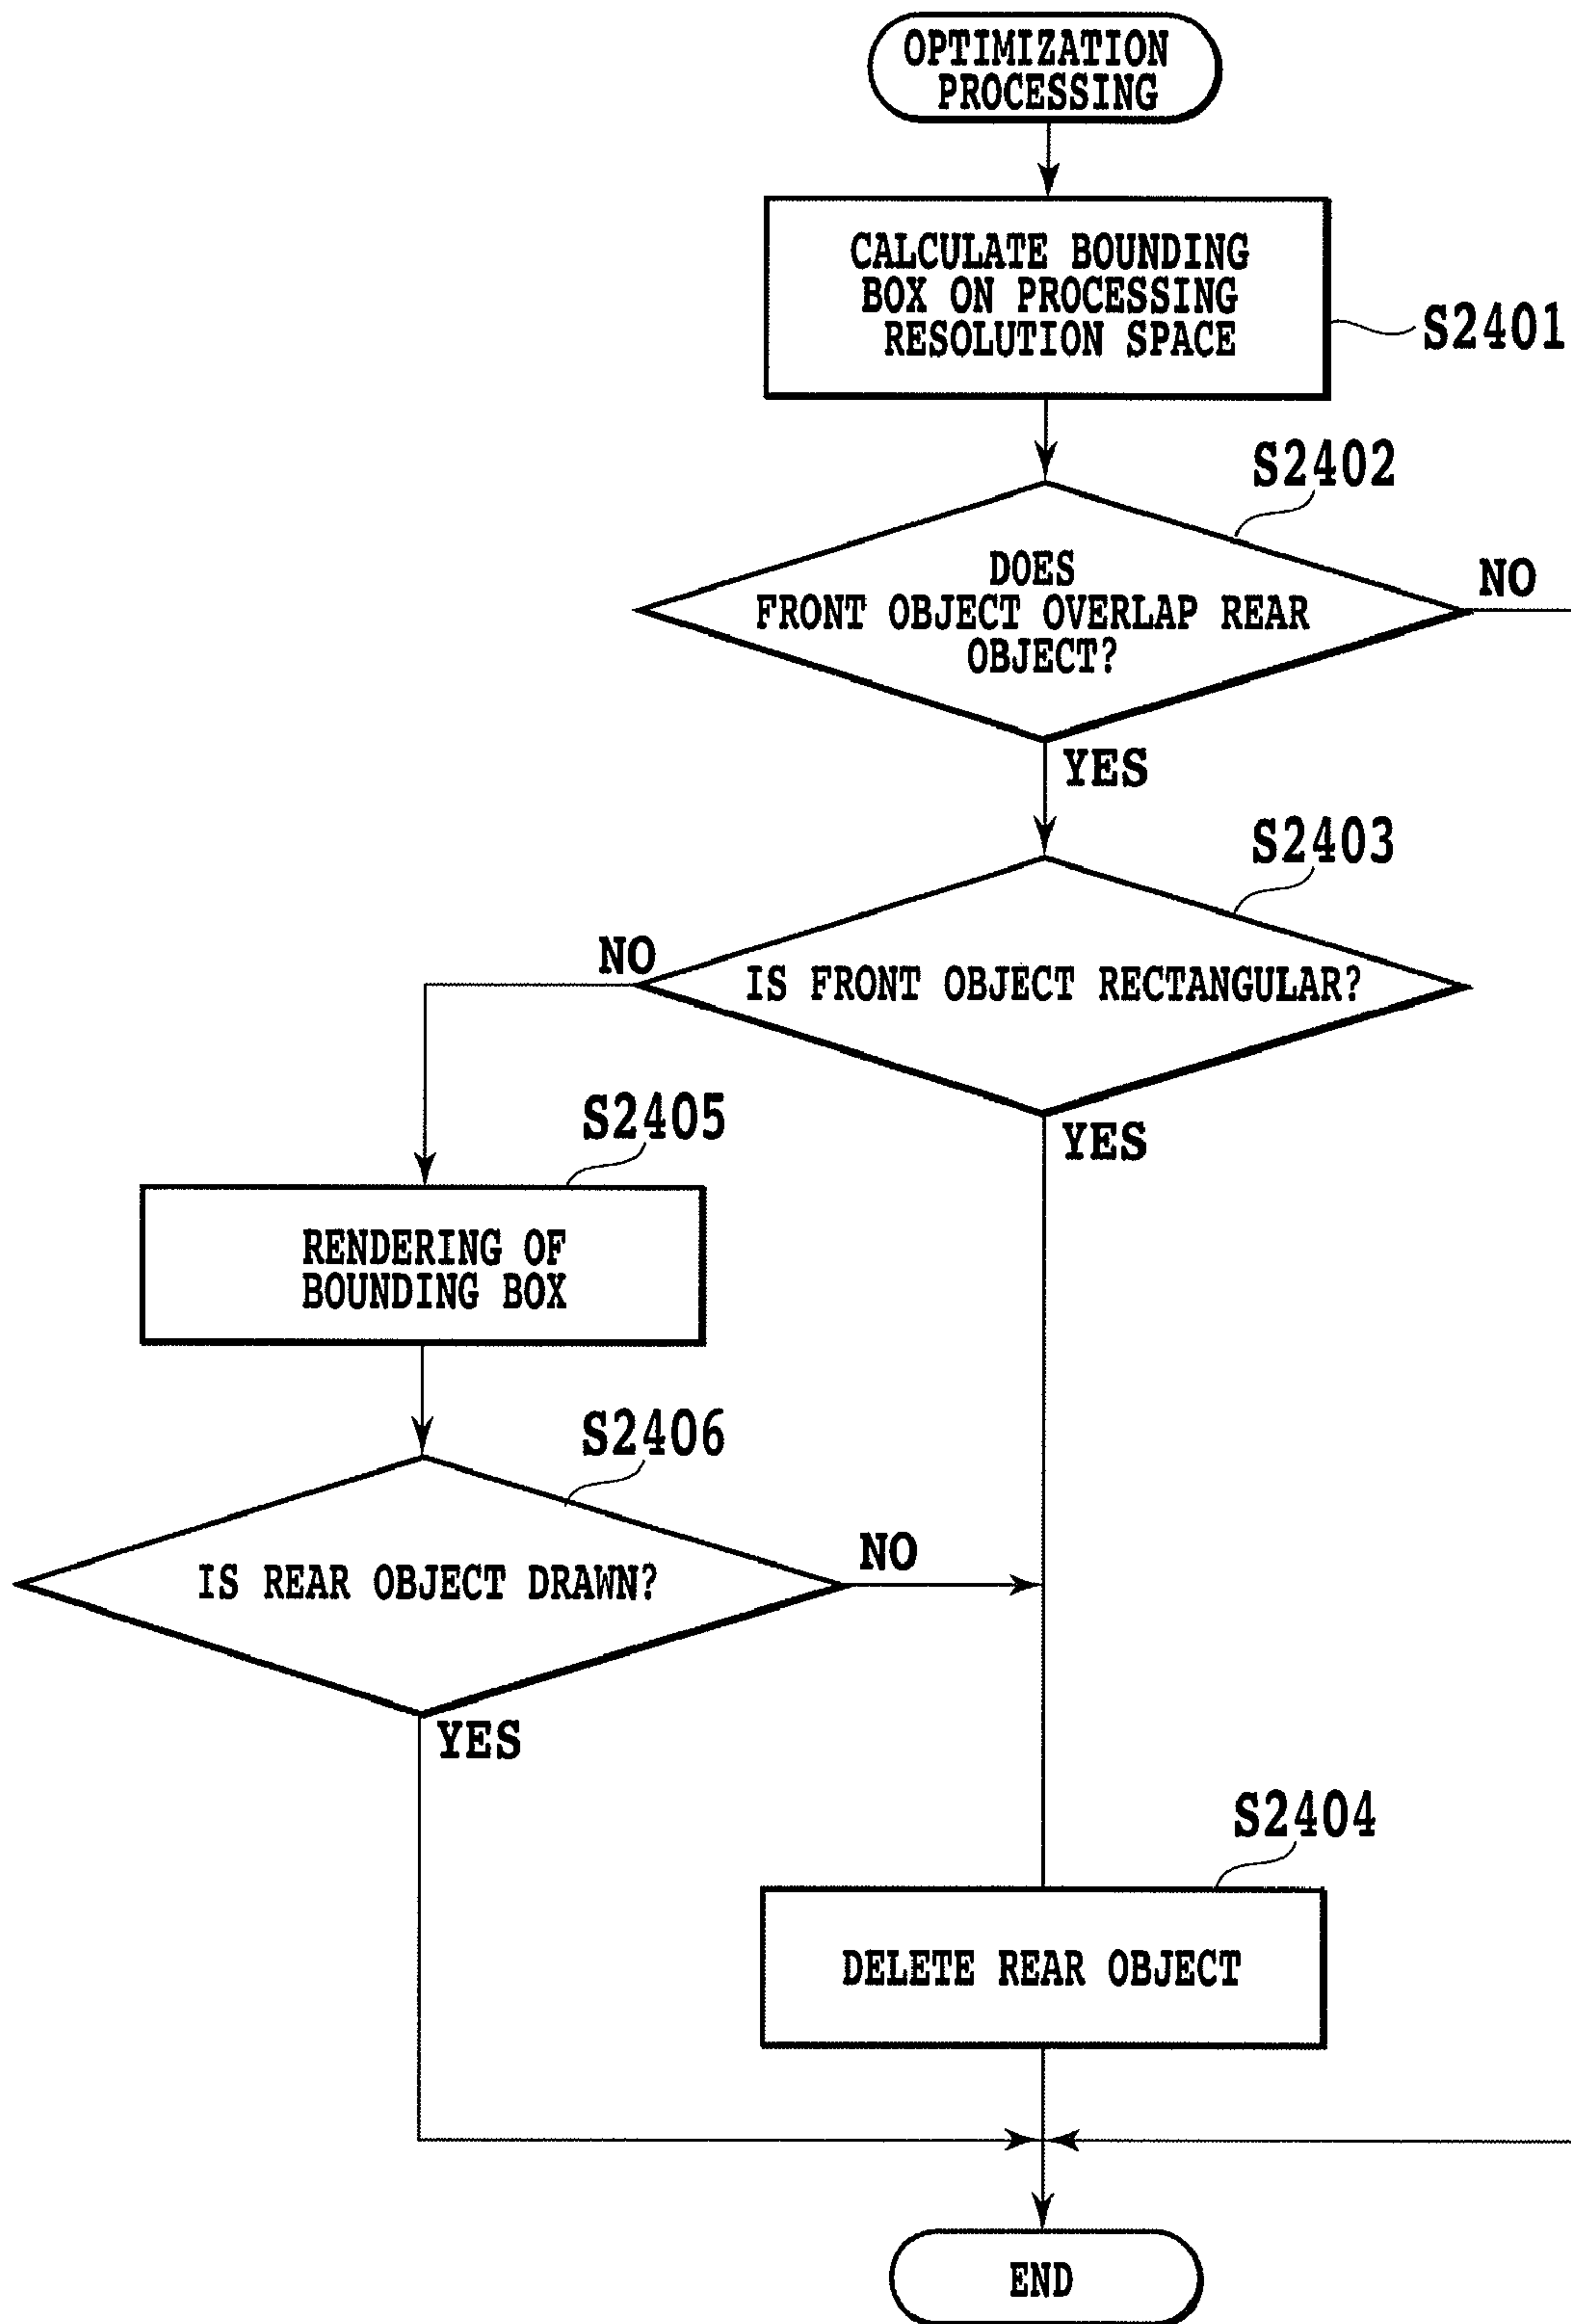 OPTIMIZATION
PROCESSING
CALCULATE BOUNDING
BOX ON PROCESSING
RESOLUTION SPACE
S2401
S2402
DOES
FRONT OBJECT OVERLAP REAR
OBJECT?
NO
YES
S2403
NO
IS FRONT OBJECT RECTANGULAR?
YES
S2405
RENDERING OF
BOUNDING BOX
S2406
IS REAR OBJECT DRAWN?
NO
YES
S2404
DELETE REAR OBJECT
END